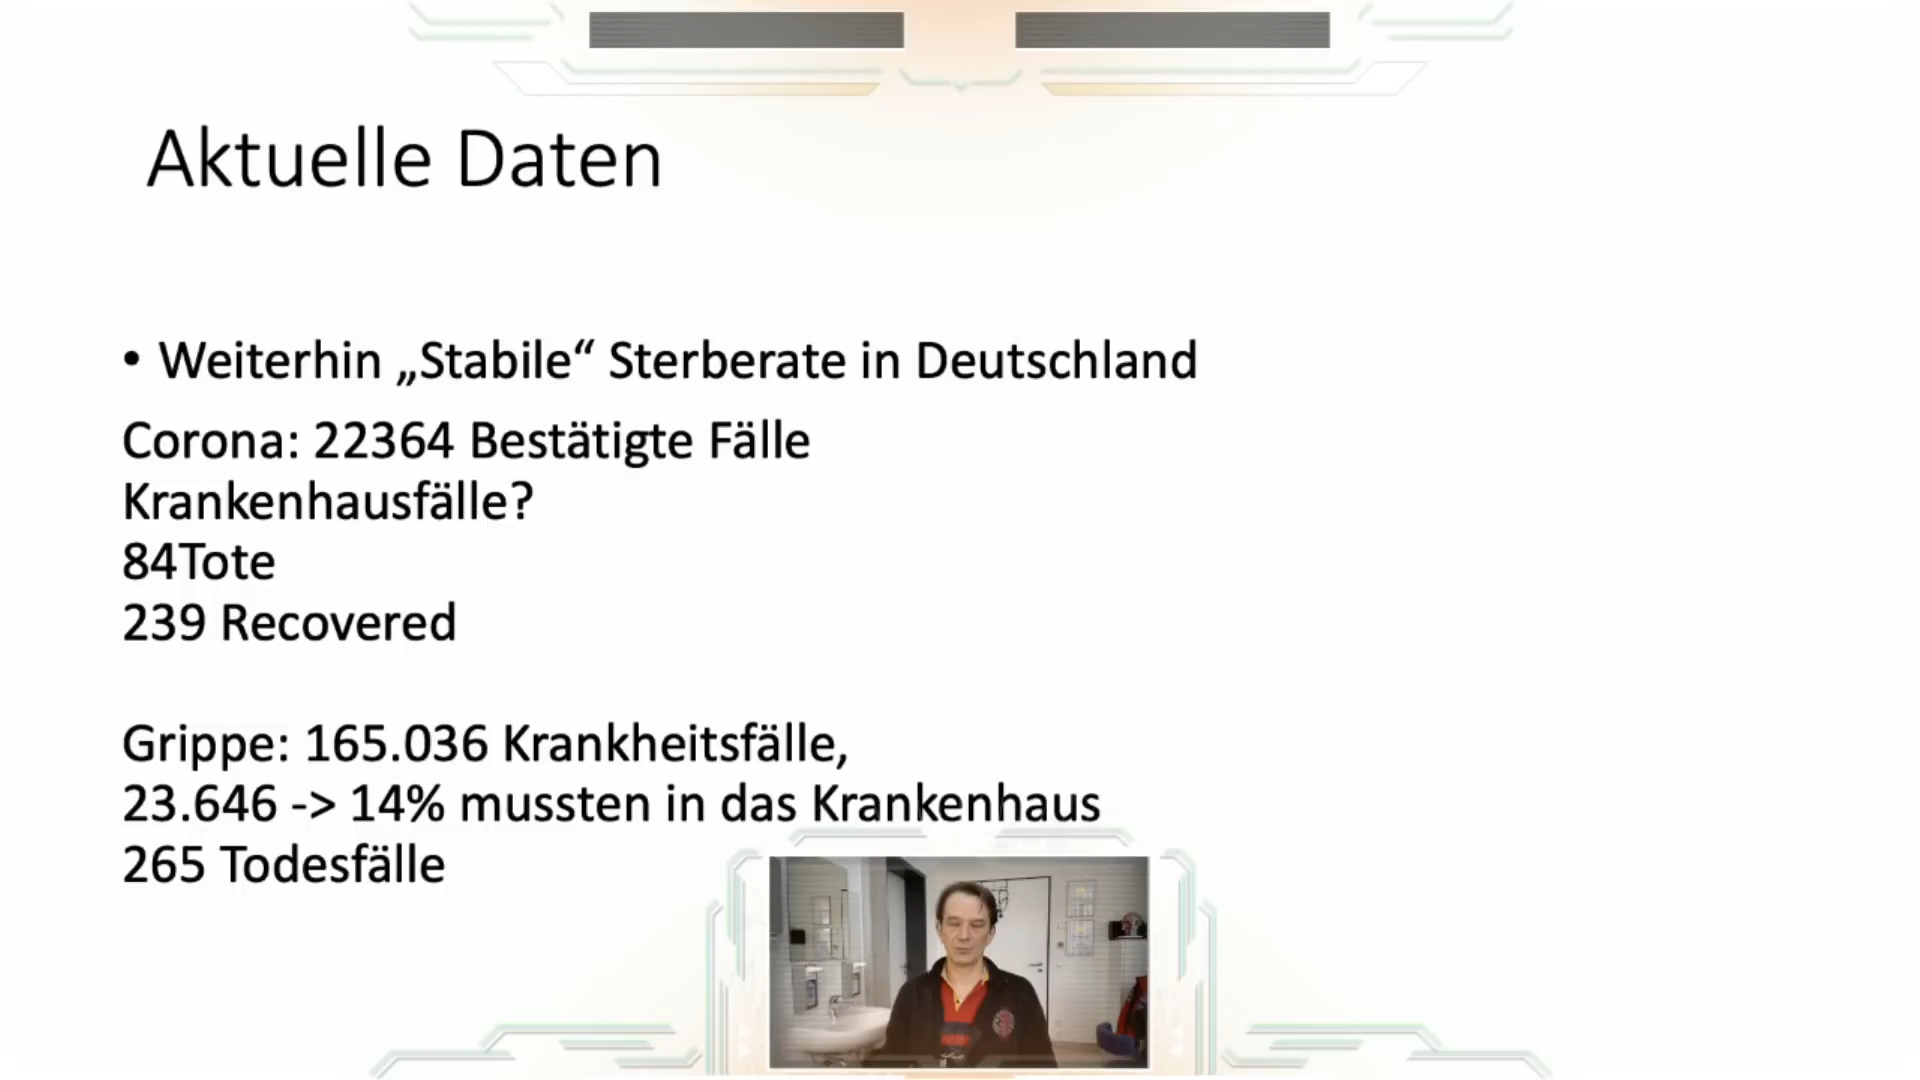 Aktuelle Daten
• Weiterhin „Stabile“ Sterberate in Deutschland
Corona: 22364 Bestätigte Fälle
Krankenhausfälle?
84Tote
239 Recovered
Grippe: 165.036 Krankheitsfälle,
23.646 -> 14% mussten in das Krankenhaus
265 Todesfälle